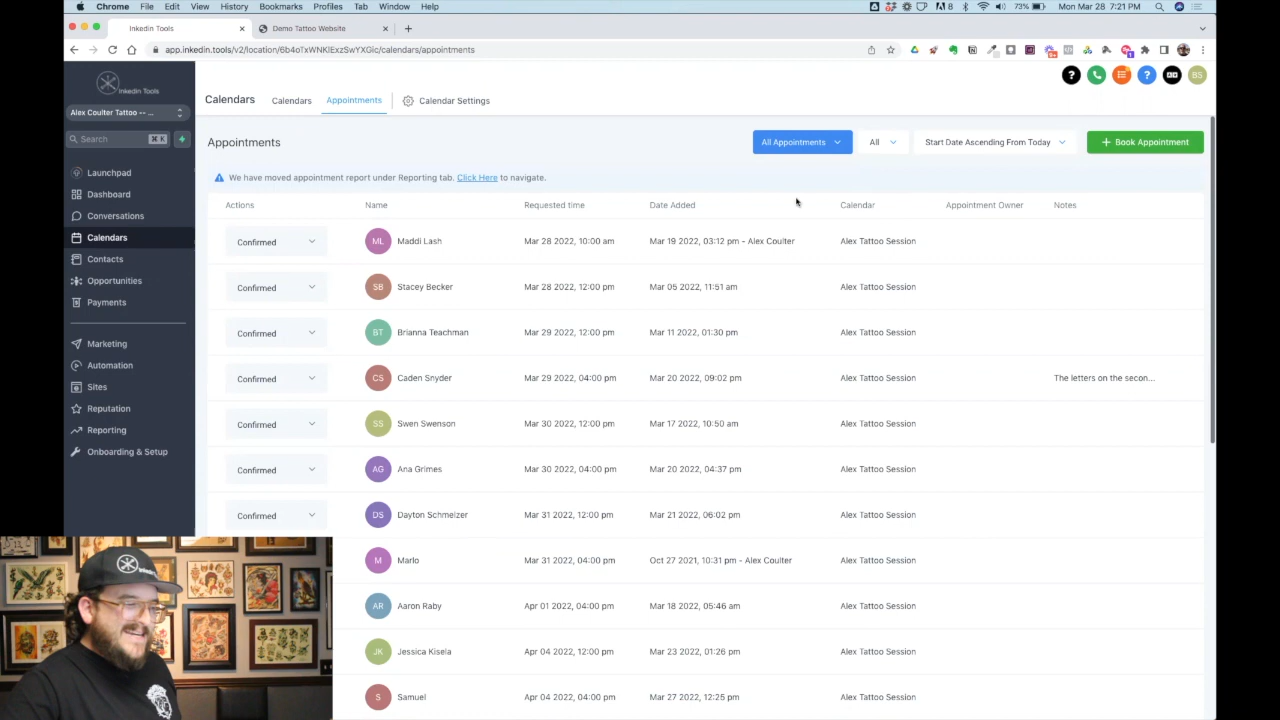 Chrome File Edit View History Bookmarks Profiles Tab Window Help 73% Mon Mar 28 7:21 PM
Inkedin Tools Demo Tattoo Website
app.inkedin.tools/v2/location/6b4oTxWNKIExzSwYXGic/calendars/appointments
Inkedin Tools
Alex Coulter Tattoo -- ...
Search ⌘ K
Launchpad
Dashboard
Conversations
Calendars
Contacts
Opportunities
Payments
Marketing
Automation
Sites
Reputation
Reporting
Onboarding & Setup
Calendars Calendars Appointments Calendar Settings
BS
Appointments All Appointments All Start Date Ascending From Today + Book Appointment
We have moved appointment report under Reporting tab. Click Here to navigate.
Actions Name Requested time Date Added Calendar Appointment Owner Notes
Confirmed ML Maddi Lash Mar 28 2022, 10:00 am Mar 19 2022, 03:12 pm - Alex Coulter Alex Tattoo Session
Confirmed SB Stacey Becker Mar 28 2022, 12:00 pm Mar 05 2022, 11:51 am Alex Tattoo Session
Confirmed BT Brianna Teachman Mar 29 2022, 12:00 pm Mar 11 2022, 01:30 pm Alex Tattoo Session
Confirmed CS Caden Snyder Mar 29 2022, 04:00 pm Mar 20 2022, 09:02 pm Alex Tattoo Session The letters on the secon...
Confirmed SS Swen Swenson Mar 30 2022, 12:00 pm Mar 17 2022, 10:50 am Alex Tattoo Session
Confirmed AG Ana Grimes Mar 30 2022, 04:00 pm Mar 20 2022, 04:37 pm Alex Tattoo Session
Confirmed DS Dayton Schmelzer Mar 31 2022, 12:00 pm Mar 21 2022, 06:02 pm Alex Tattoo Session
M Marlo Mar 31 2022, 04:00 pm Oct 27 2021, 10:31 pm - Alex Coulter Alex Tattoo Session
AR Aaron Raby Apr 01 2022, 04:00 pm Mar 18 2022, 05:46 am Alex Tattoo Session
JK Jessica Kisela Apr 04 2022, 12:00 pm Mar 23 2022, 01:26 pm Alex Tattoo Session
S Samuel Apr 04 2022, 04:00 pm Mar 27 2022, 12:25 pm Alex Tattoo Session